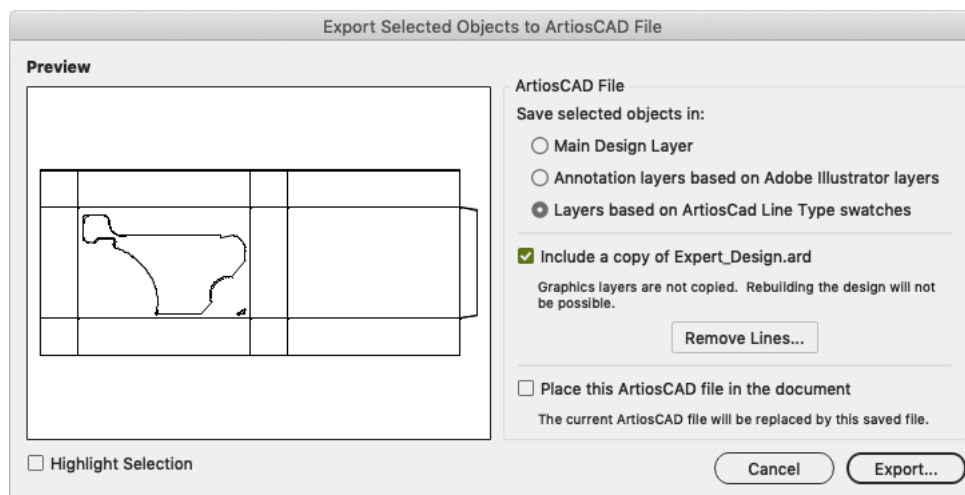 Export Selected Objects to ArtiosCAD File
Preview
ArtiosCAD File
Save selected objects in:
Main Design Layer
Annotation layers based on Adobe Illustrator layers
Layers based on ArtiosCad Line Type swatches
Include a copy of Expert_Design.ard
Graphics layers are not copied. Rebuilding the design will not
be possible.
Remove Lines...
Place this ArtiosCAD file in the document
The current ArtiosCAD file will be replaced by this saved file.
Highlight Selection
Cancel
Export...